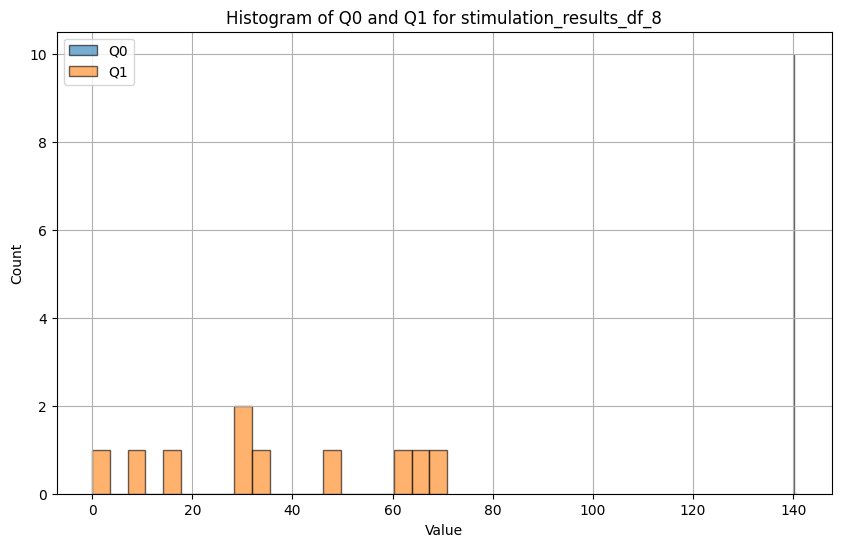 Histogram of Q0 and Q1 for stimulation_results_df_8
Q0
Q1
10
8
6
4
2
0
Count
0 20 40 60 80 100 120 140
Value